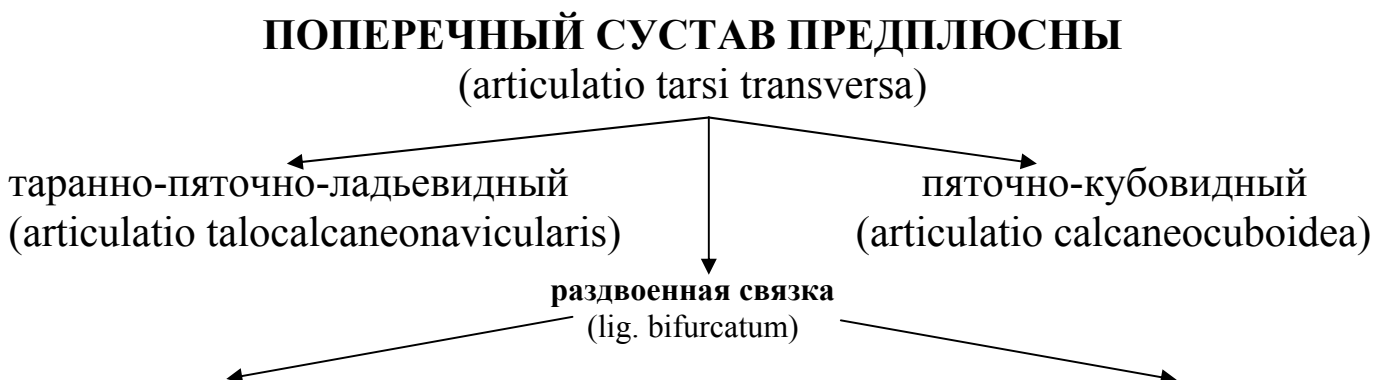 ПОПЕРЕЧНЫЙ СУСТАВ ПРЕДПЛЮСНЫ
(articulatio tarsi transversa)
таранно-пяточно-ладьевидный
(articulatio talocalcaneonavicularis)
пяточно-кубовидный
(articulatio calcaneocuboidea)
раздвоенная связка
(lig. bifurcatum)